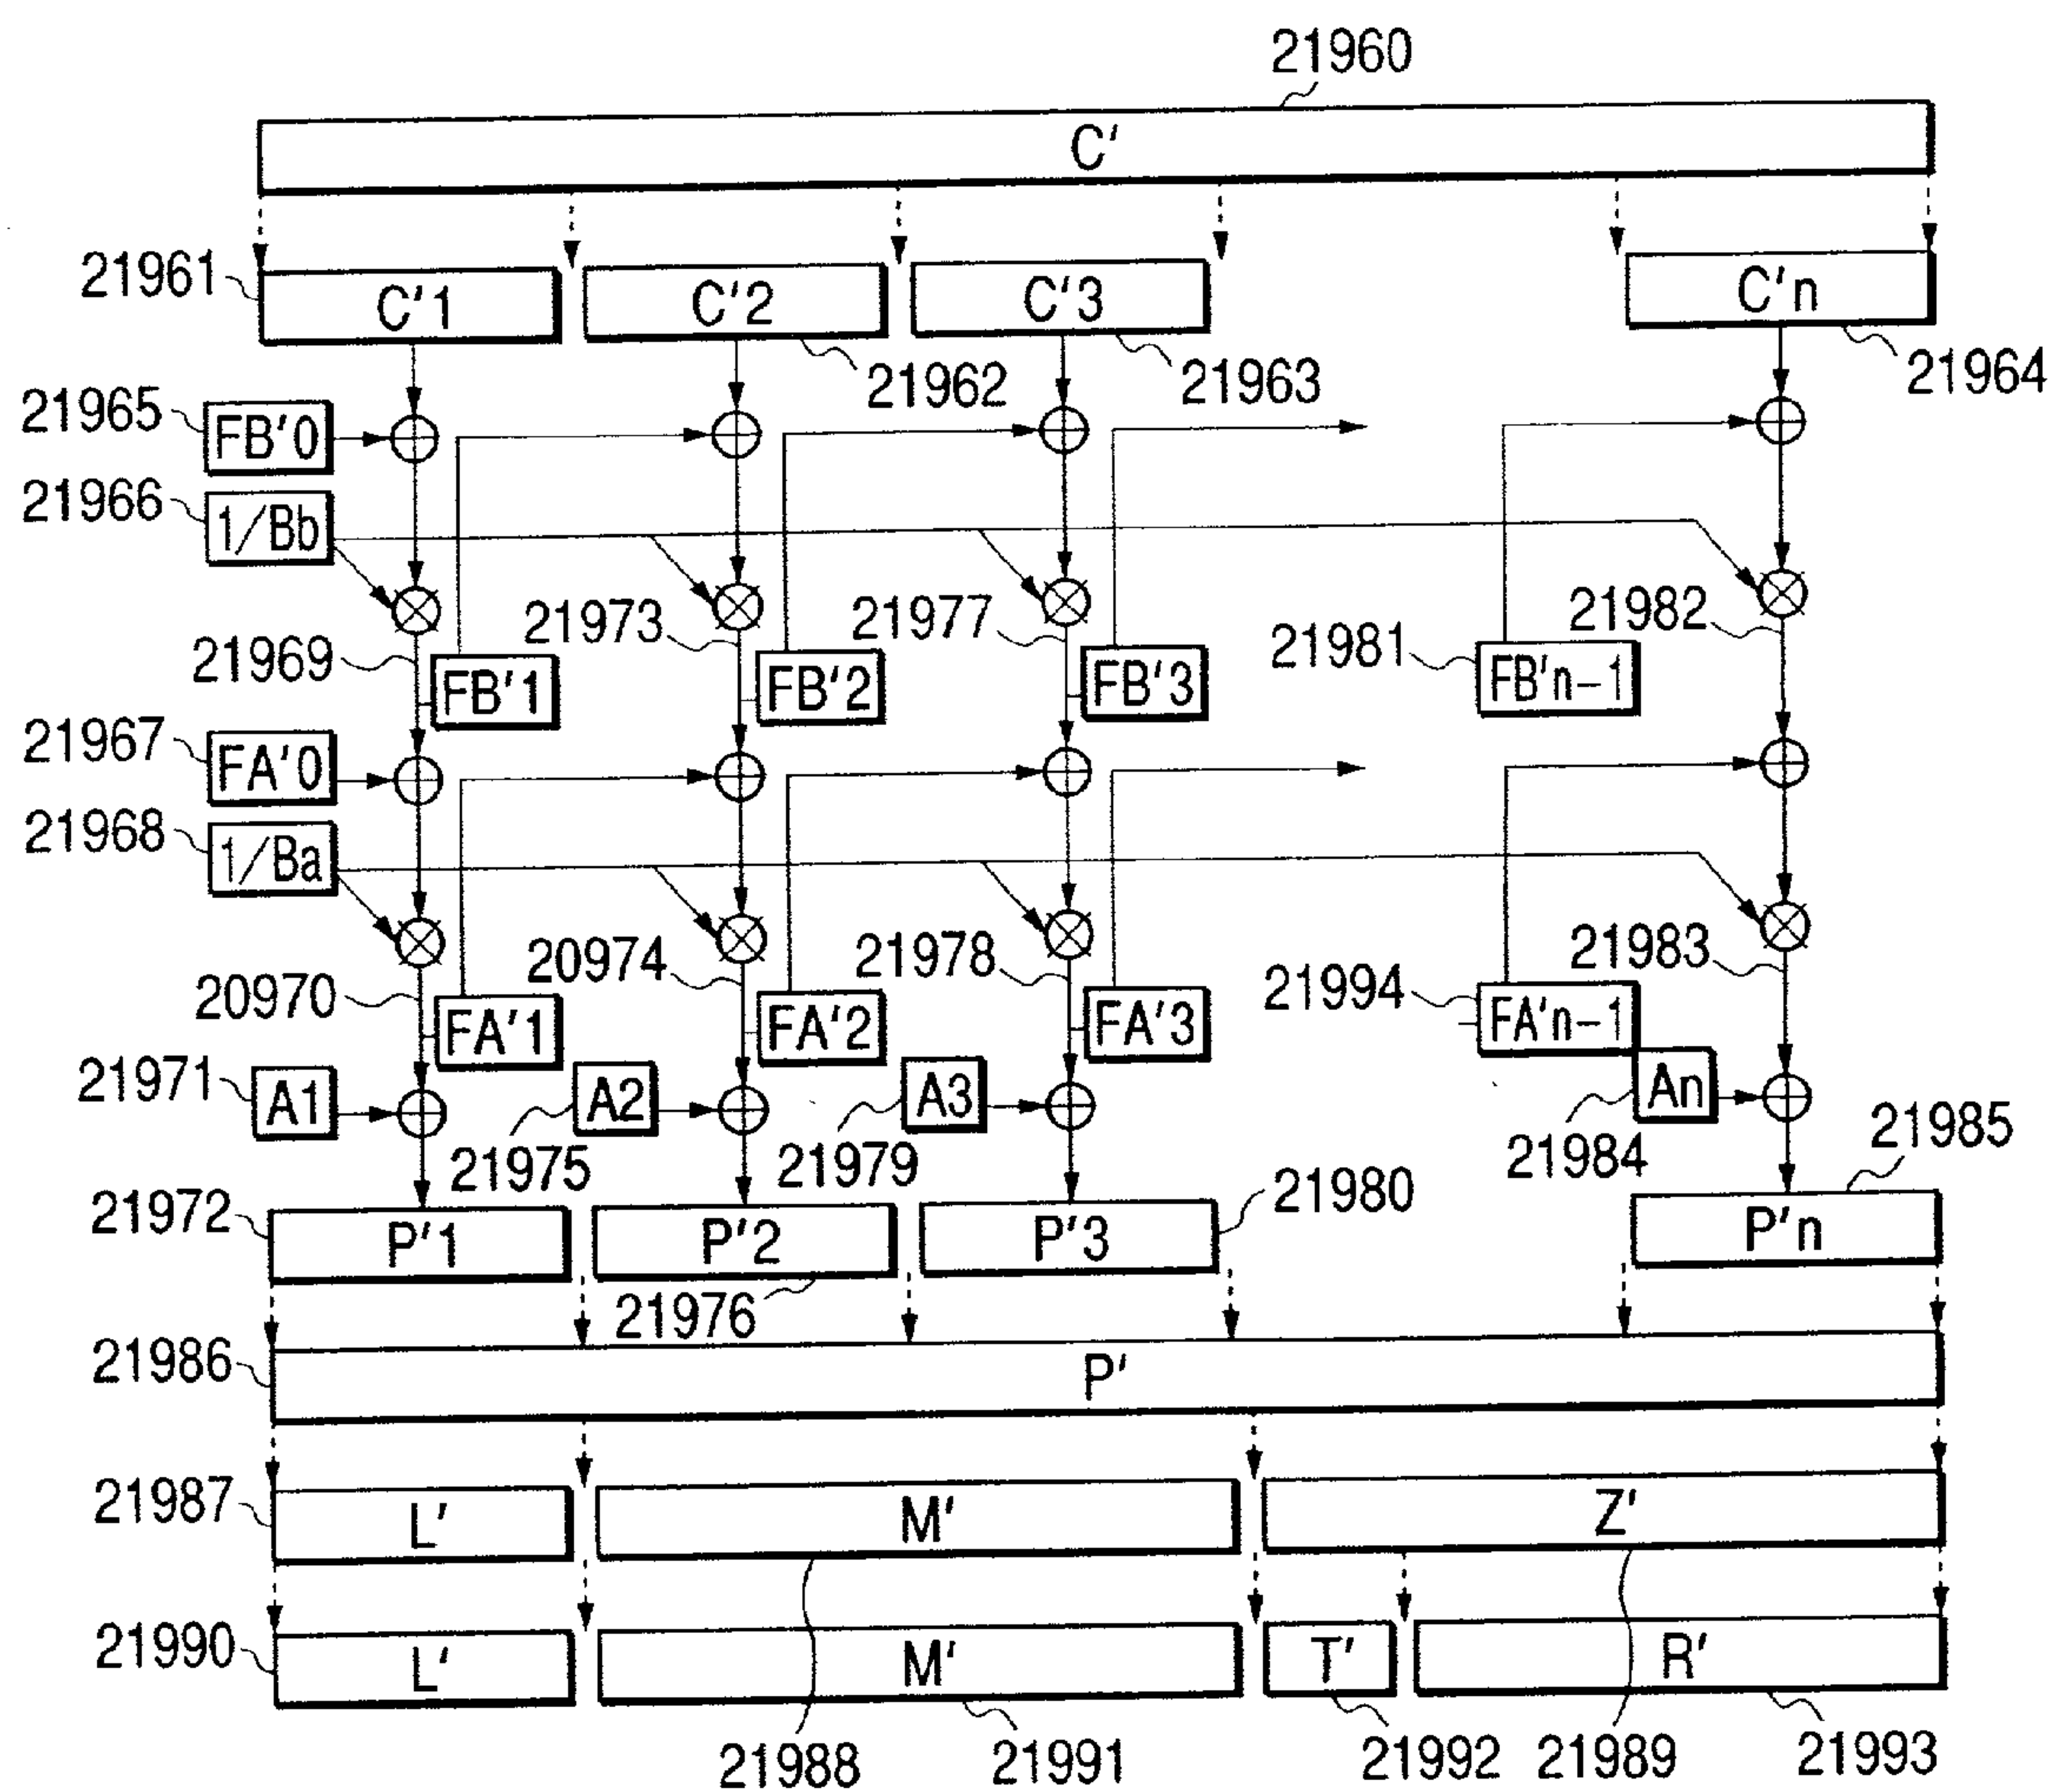 21960
C'
21961
C'1
C'2
C'3
C'n
21962
21963
21964
21965
FB'0
21966
1/Bb
21973
21977
21982
21969
FB'1
FB'2
FB'3
21981
FB'n-1
21967
FA'0
21968
1/Ba
20970
20974
21978
21983
FA'1
FA'2
FA'3
21994
FA'n-1
21971
A1
A2
A3
An
21975
21979
21984
21985
21972
P'1
P'2
P'3
21980
P'n
21976
21986
P'
21987
L'
M'
Z'
21990
L'
M'
T'
R'
21988
21991
21992
21989
21993